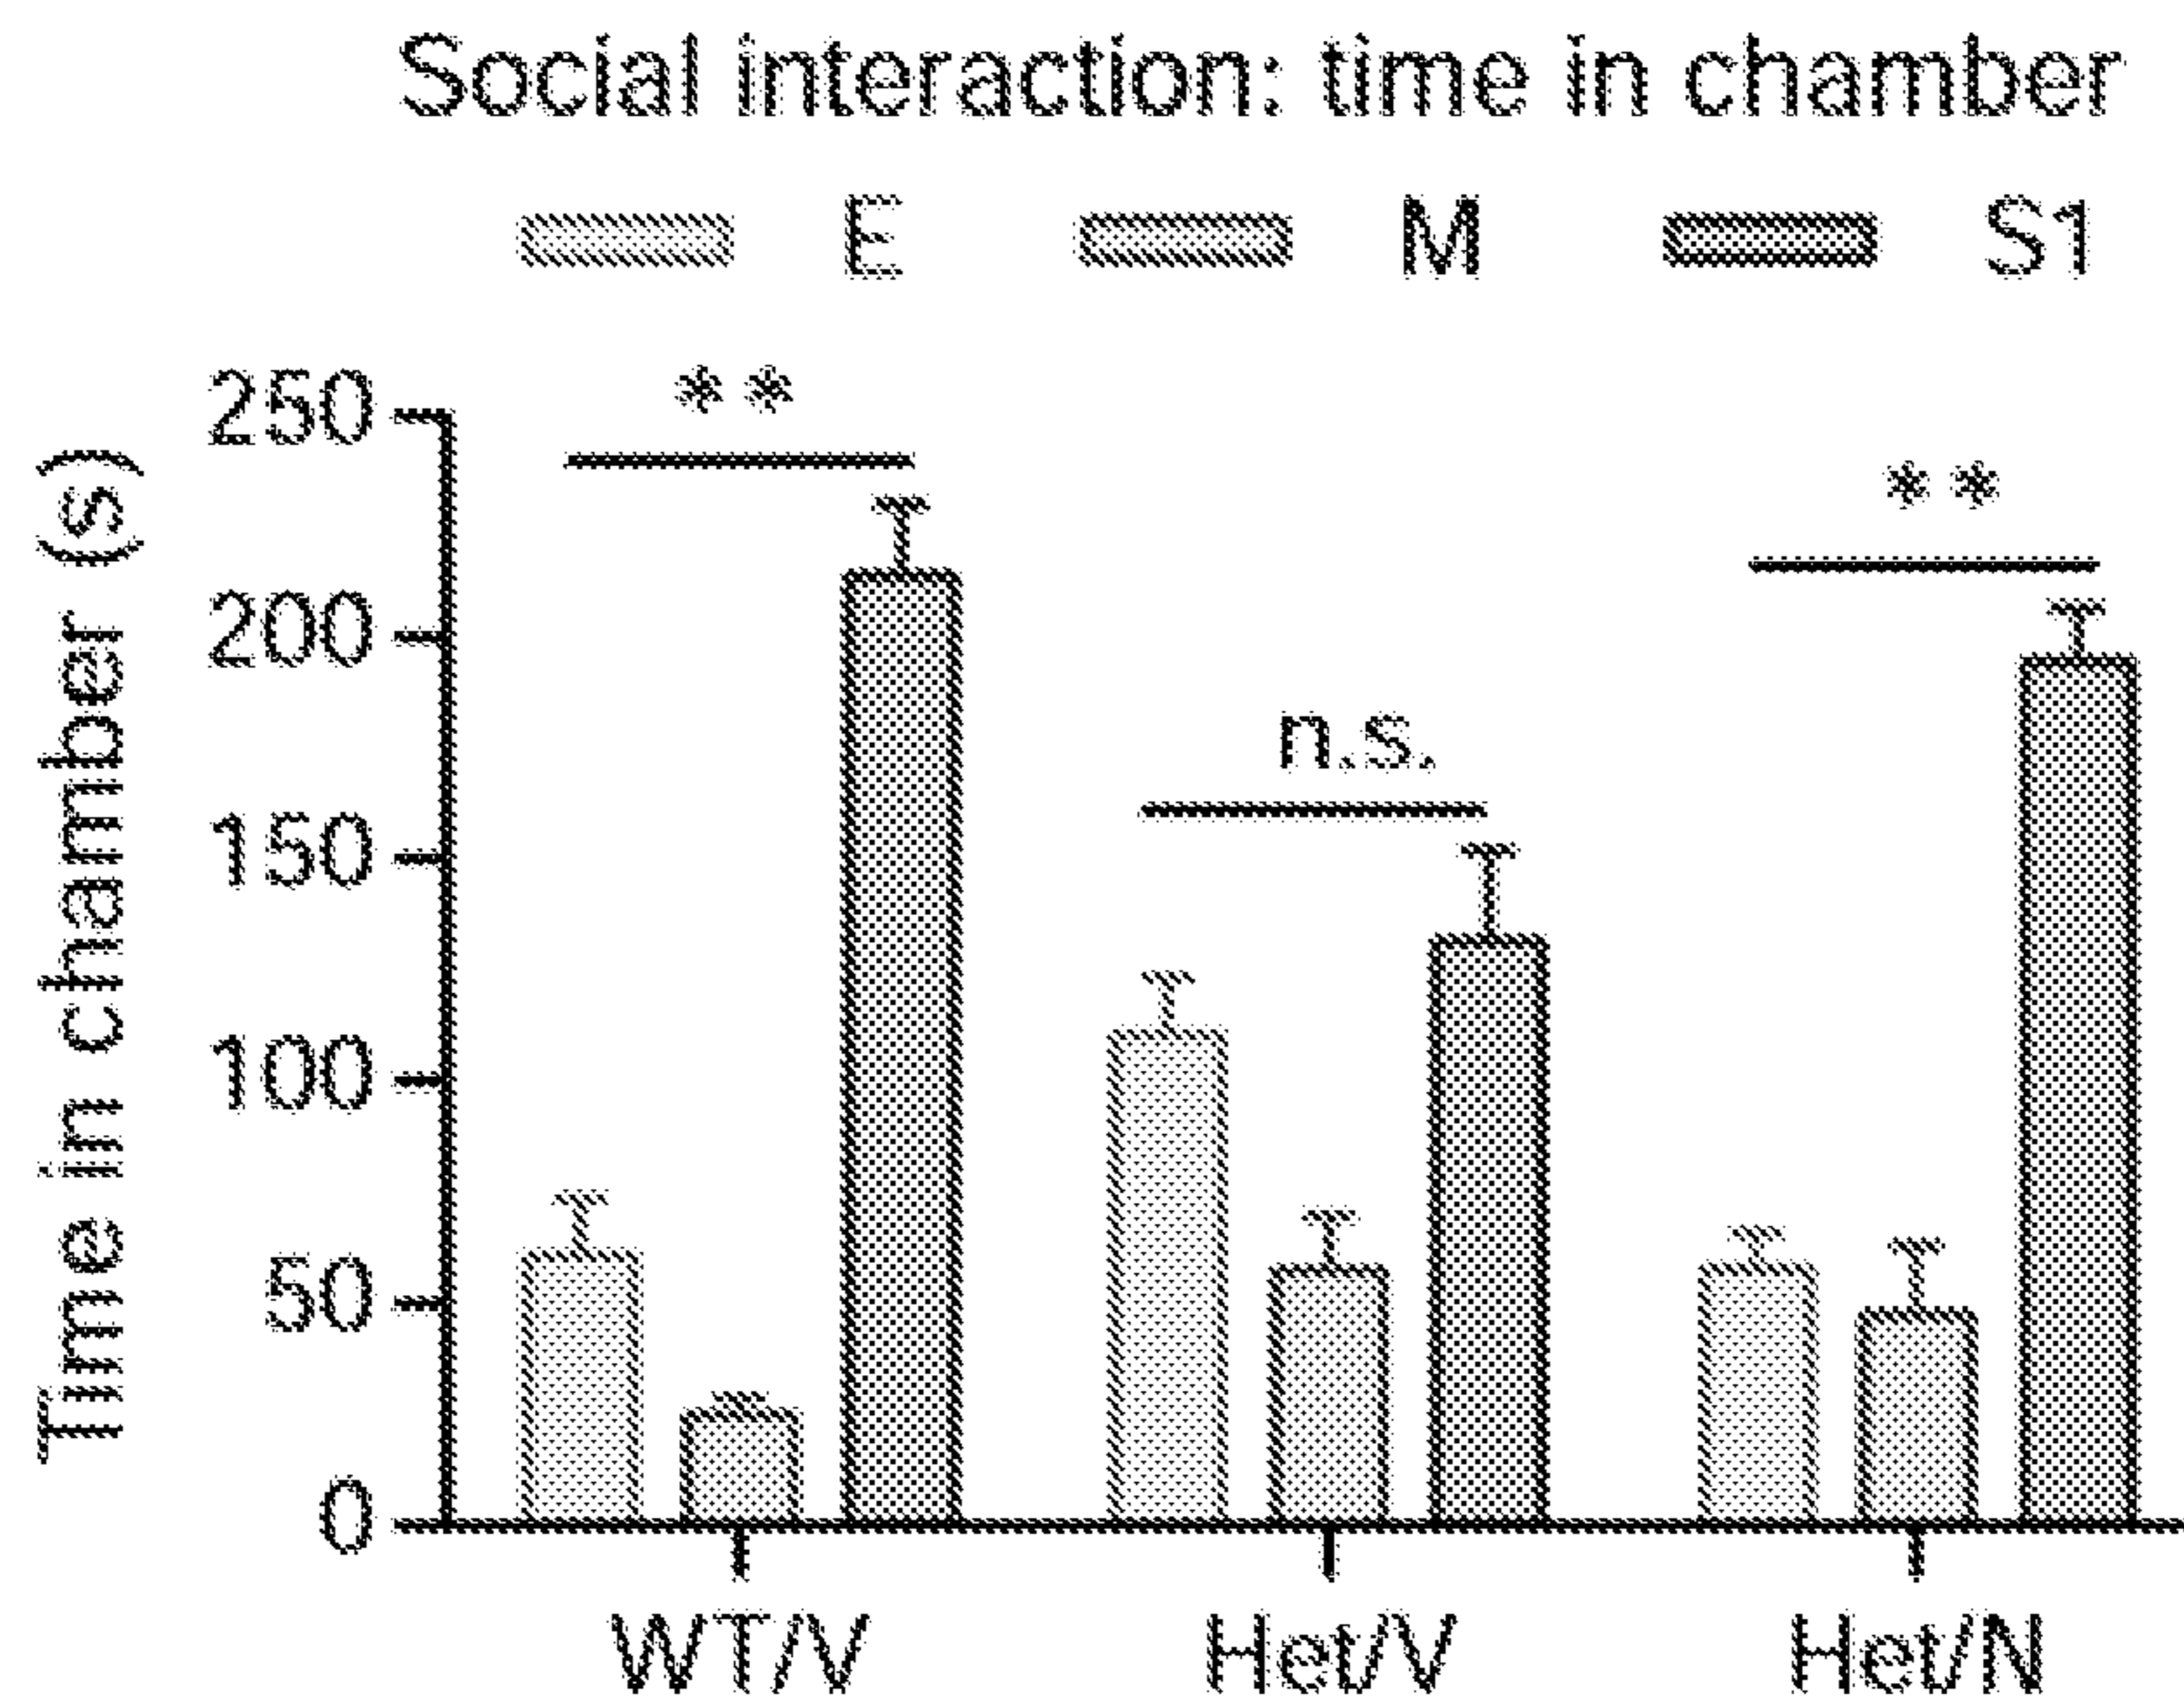 Social interaction: time in chamber
E M S1
Time in chamber (s)
250
200
150
100
50
0
**
n.s.
**
WT/V Het/V Het/N